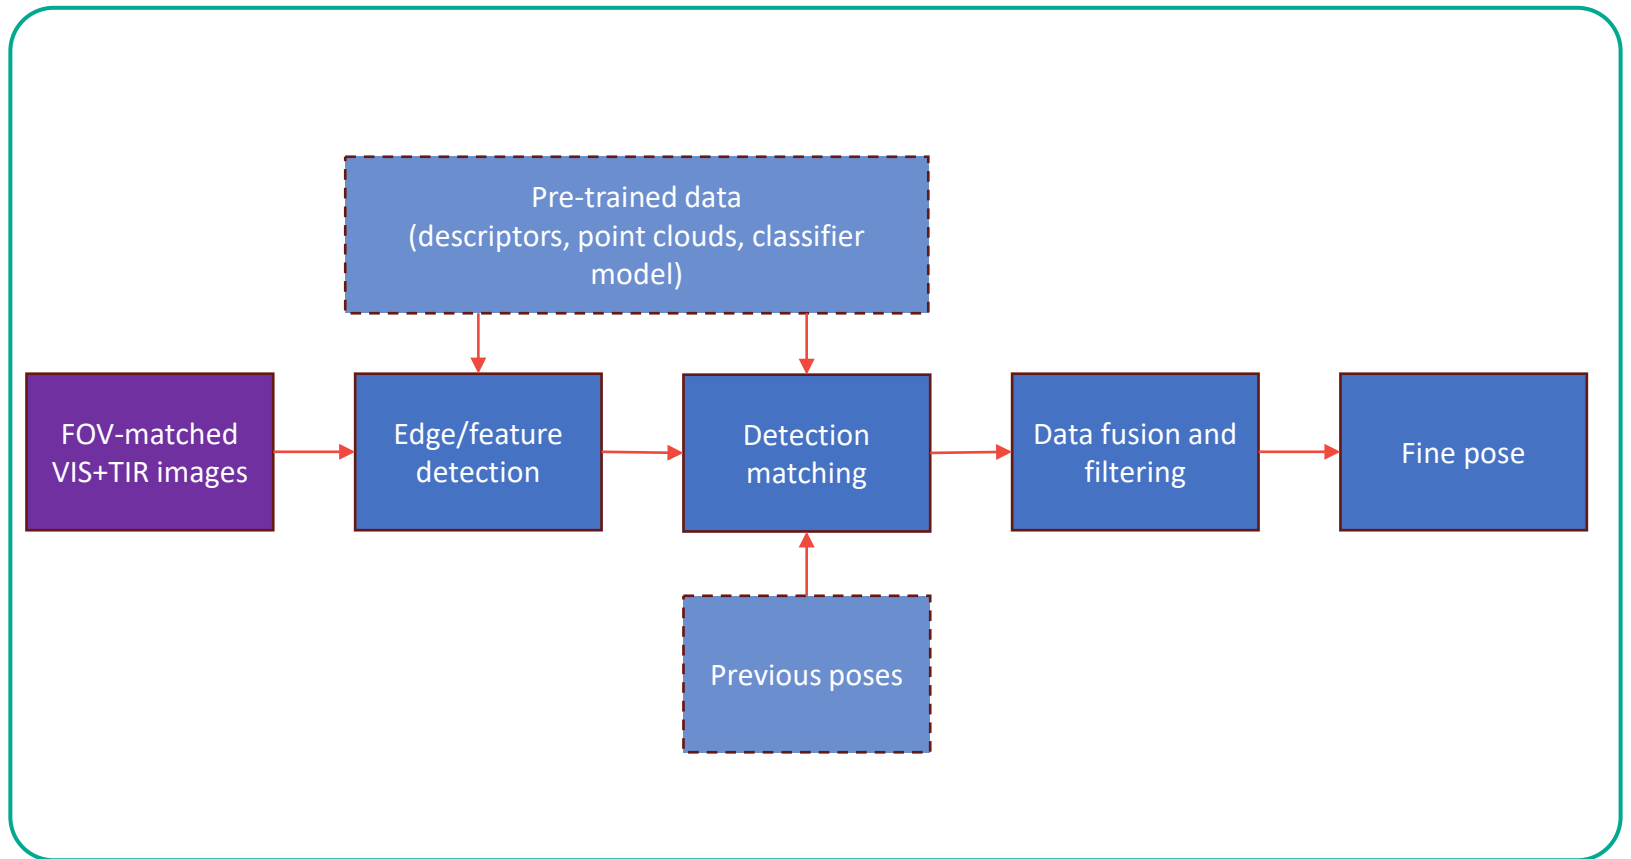 Pre-trained data
(descriptors, point clouds, classifier
model)
FOV-matched
VIS+TIR images
Edge/feature
detection
Detection
matching
Data fusion and
filtering
Fine pose
Previous poses